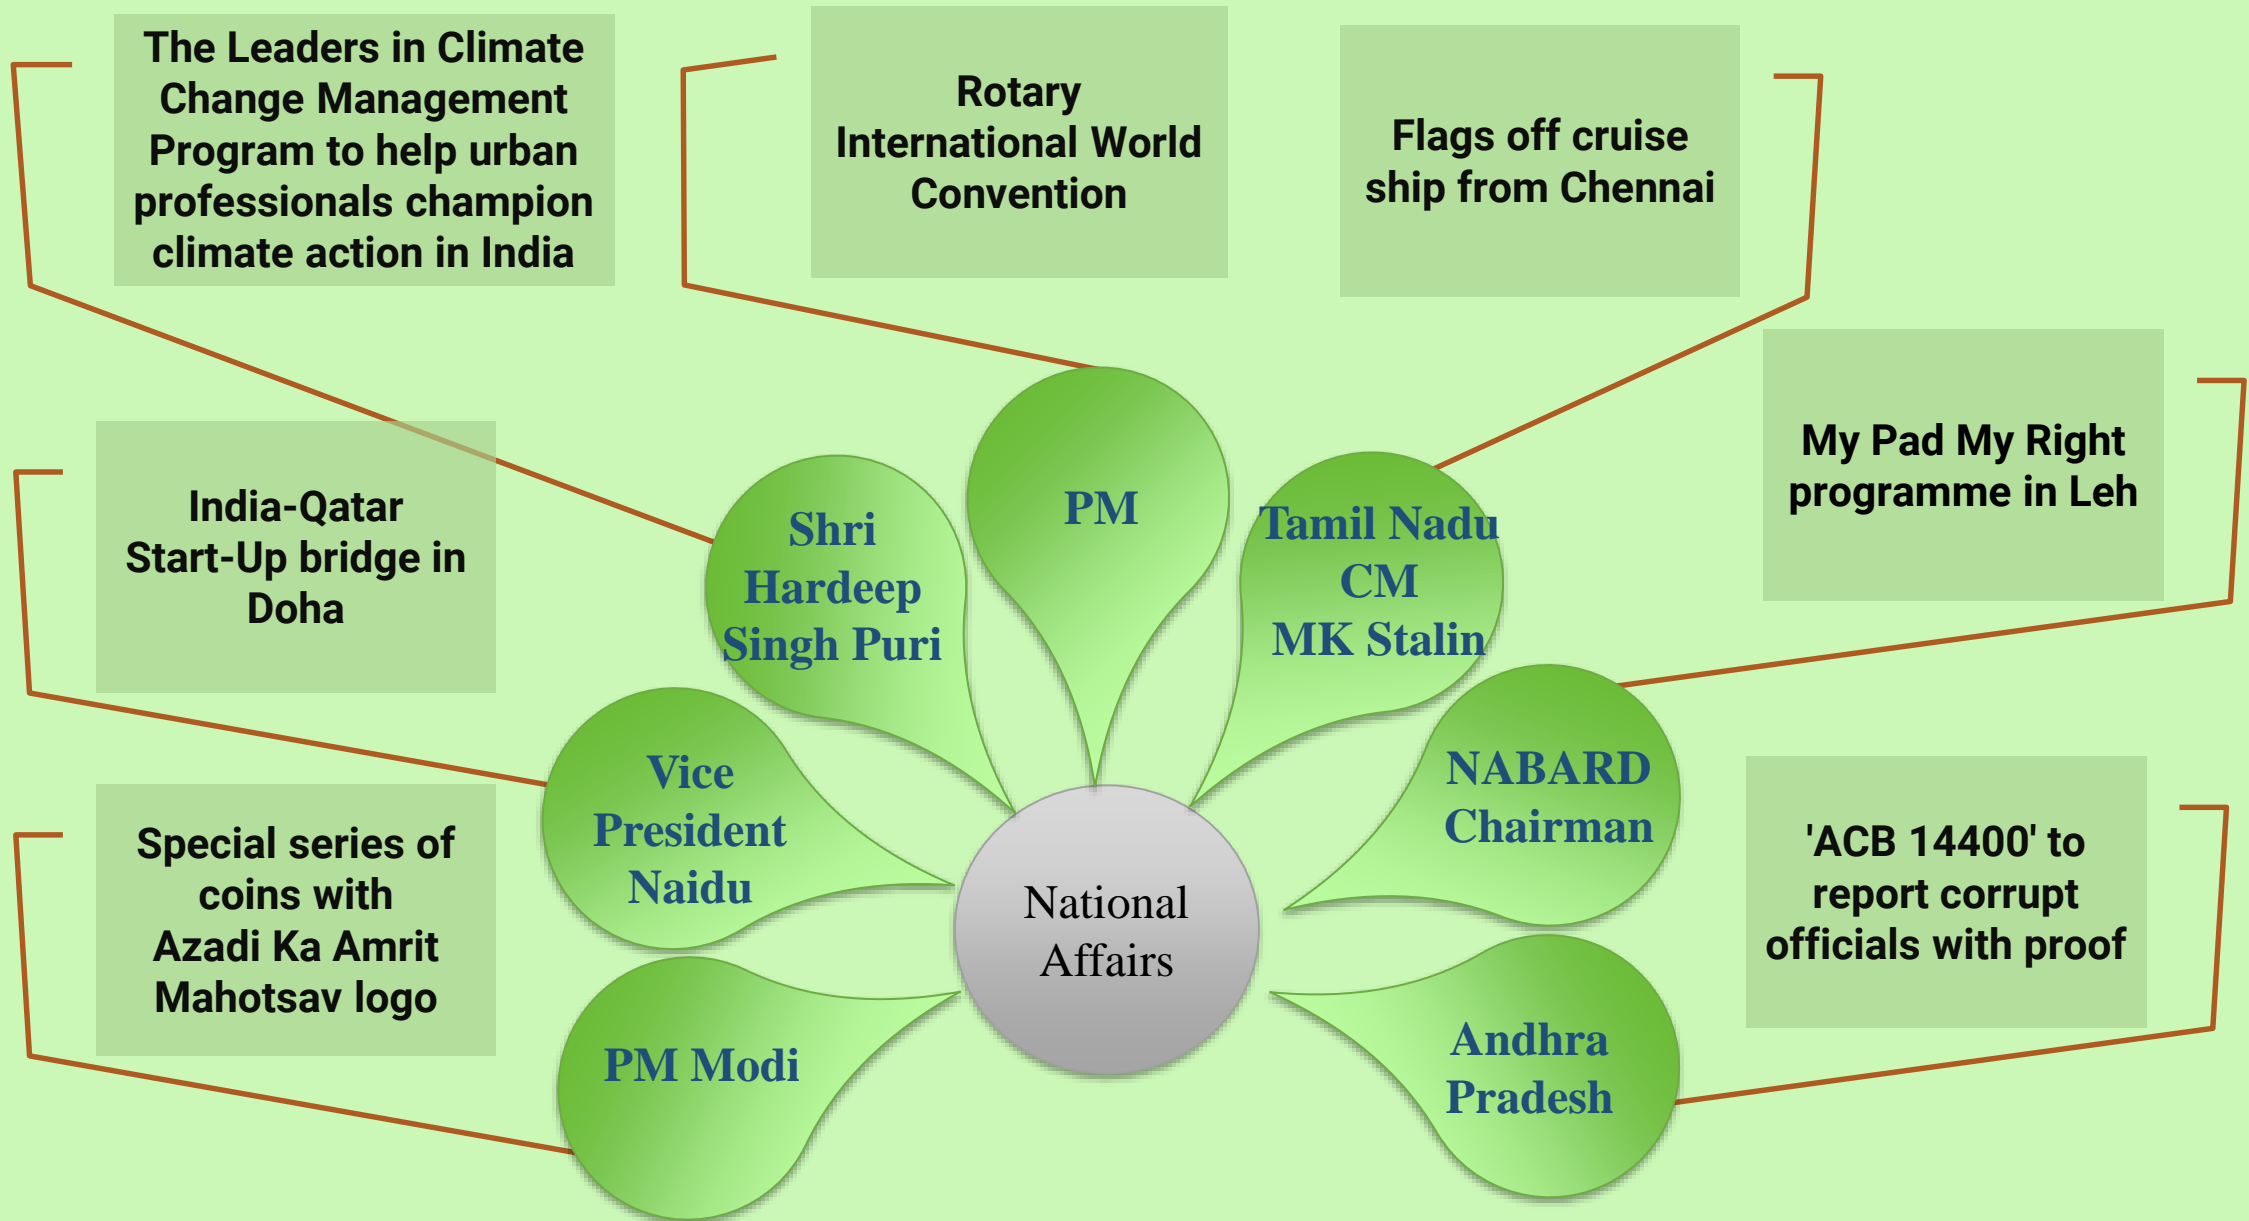 The Leaders in Climate
Change Management
Program to help urban
professionals champion
climate action in India
Rotary
International World
Convention
Flags off cruise
ship from Chennai
My Pad My Right
programme in Leh
India-Qatar
Start-Up bridge in
Doha
Shri
Hardeep
Singh Puri
PM
Tamil Nadu
CM
MK Stalin
Vice
President
Naidu
NABARD
Chairman
Special series of
coins with
Azadi Ka Amrit
Mahotsav logo
National
Affairs
'ACB 14400' to
report corrupt
officials with proof
PM Modi
Andhra
Pradesh